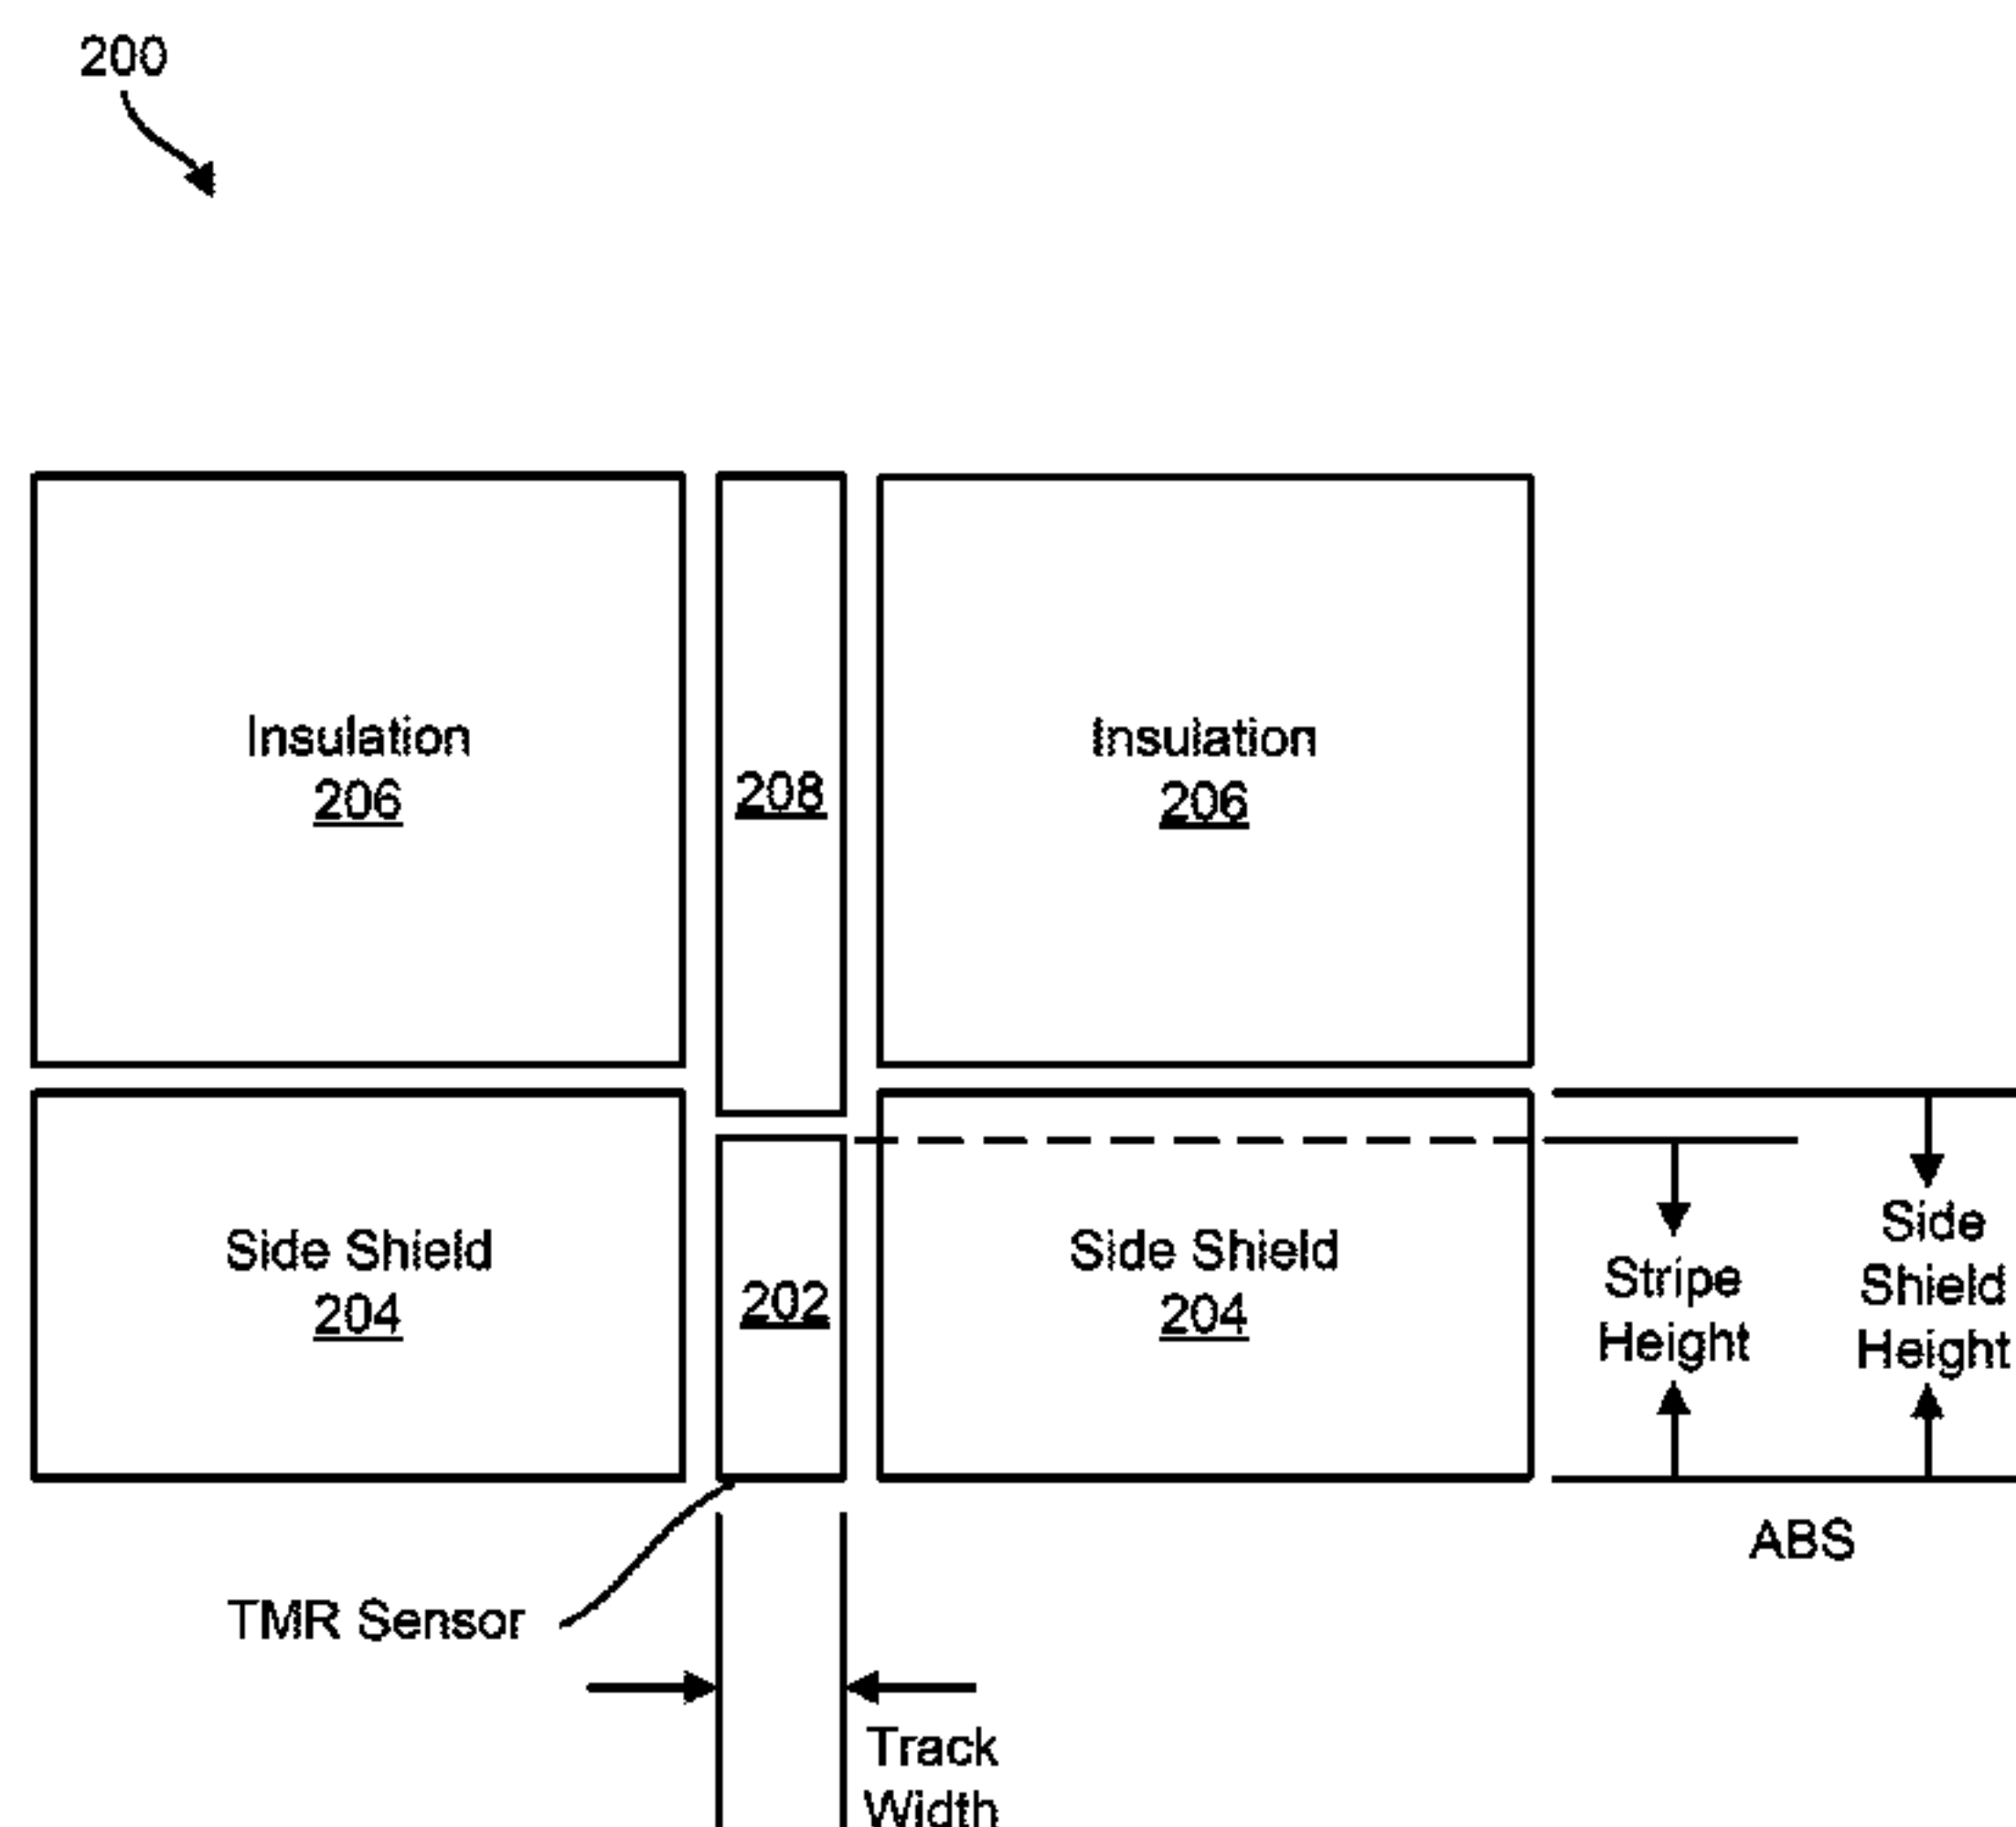 200
Insulation
206
208
Insulation
206
Side Shield
204
202
Side Shield
204
Stripe
Height
Side
Shield
Height
ABS
TMR Sensor
Track
Width